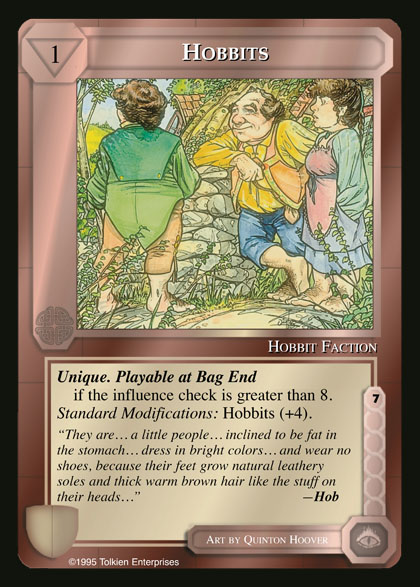 1
HOBBITS
HOBBIT FACTION
Unique. Playable at Bag End
if the influence check is greater than 8.
Standard Modifications: Hobbits (+4).
7
“They are… a little people… inclined to be fat in
the stomach… dress in bright colors… and wear no
shoes, because their feet grow natural leathery
soles and thick warm brown hair like the stuff on
their heads…” —Hob
ART BY QUINTON HOOVER
©1995 Tolkien Enterprises